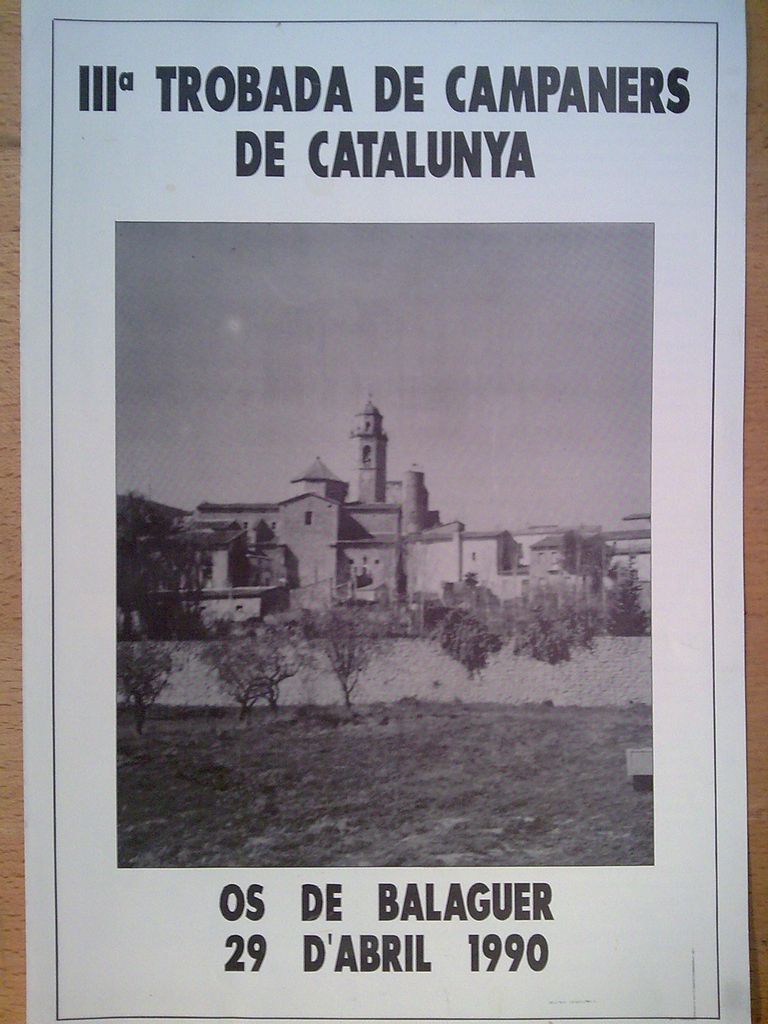 IIIª TROBADA DE CAMPANERS
DE CATALUNYA
OS DE BALAGUER
29 D'ABRIL 1990